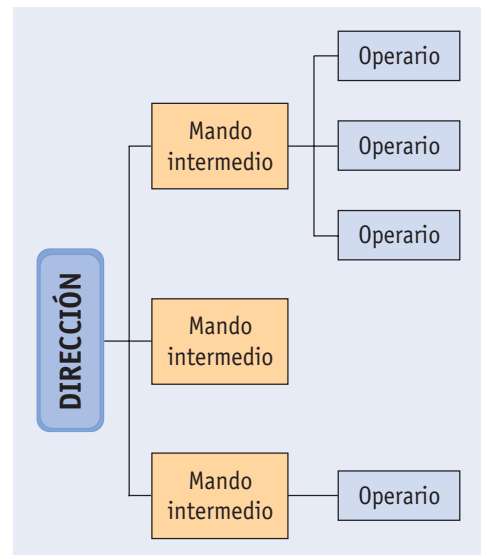 DIRECCIÓN
Mando
intermedio
Operario
Operario
Operario
Mando
intermedio
Mando
intermedio
Operario